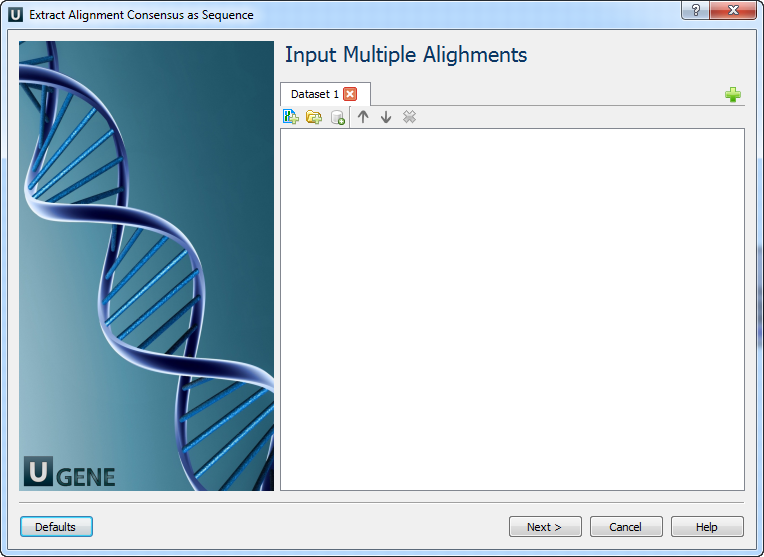 U Extract Alignment Consensus as Sequence
?
Input Multiple Alighments
Dataset 1
U GENE
Defaults
Next >
Cancel
Help